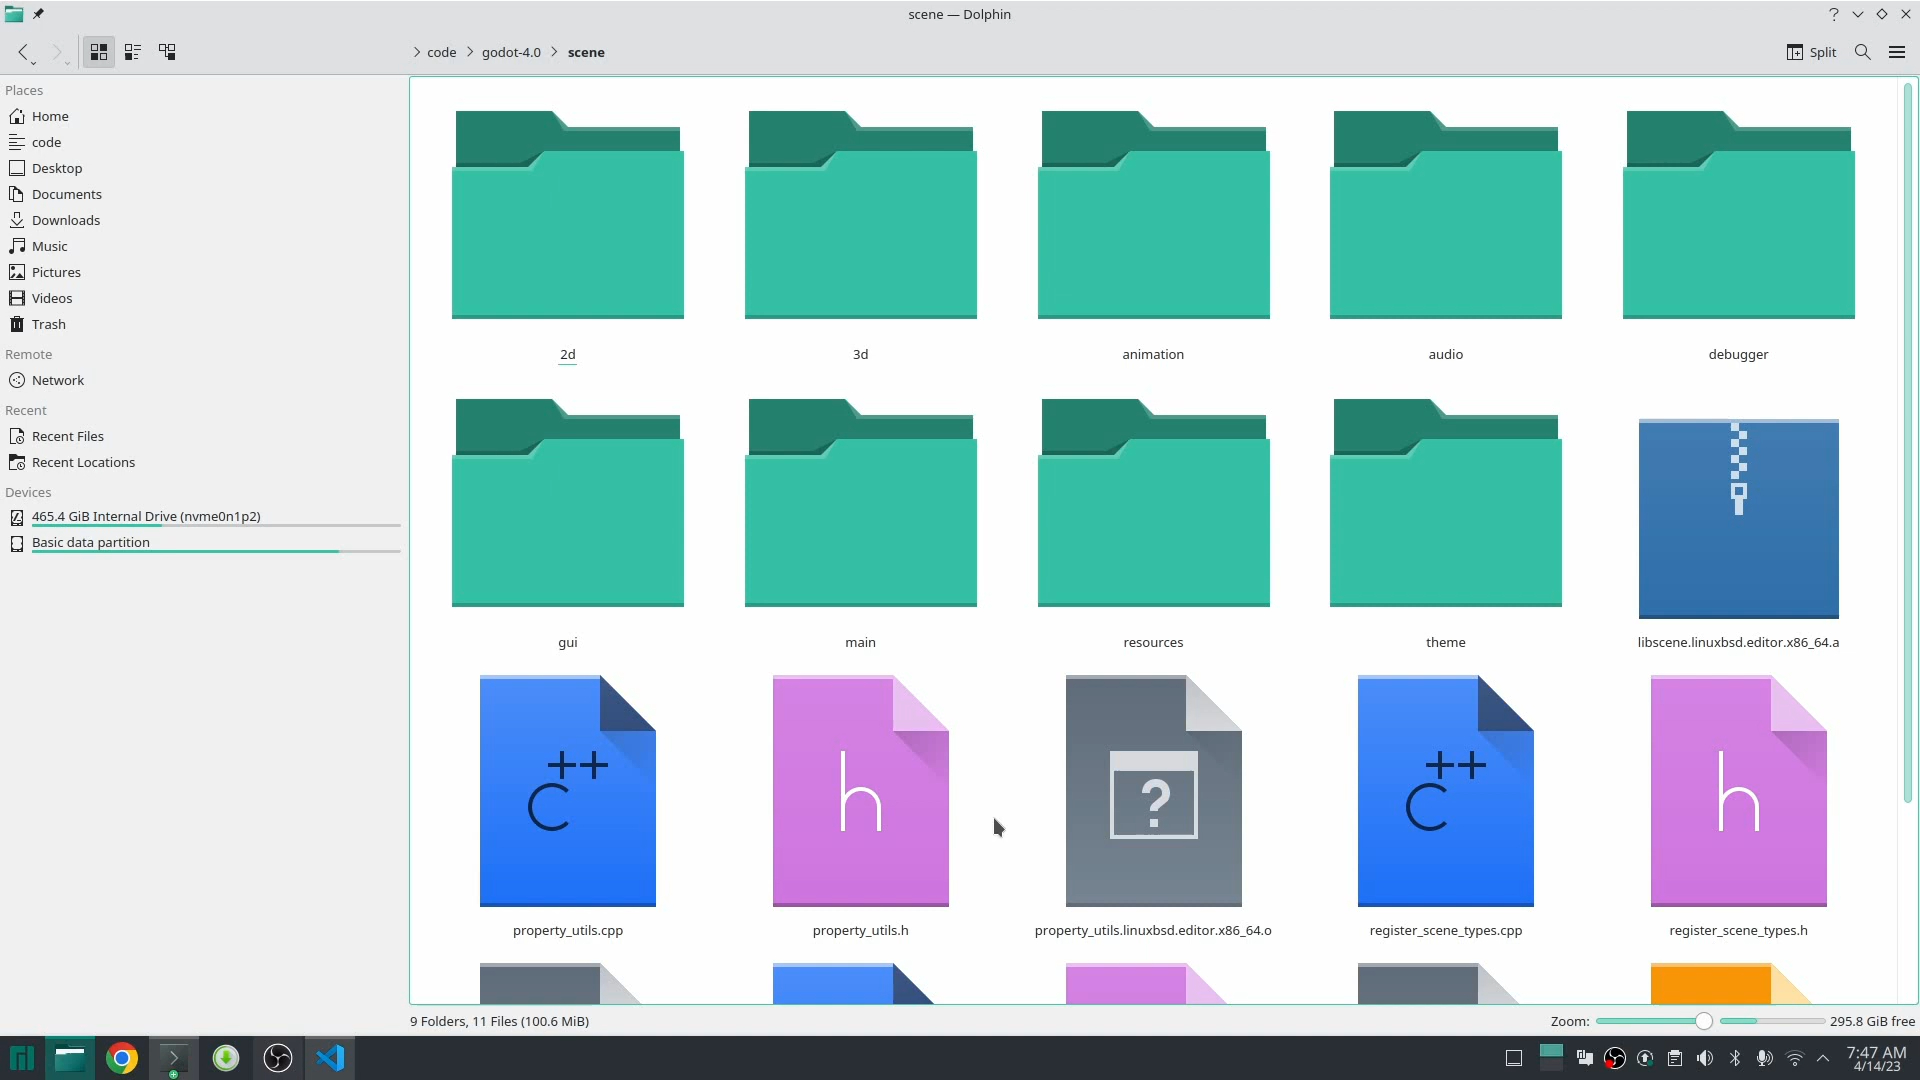 scene — Dolphin
code
godot-4.0
scene
Split
Places
Home
code
Desktop
Documents
Downloads
Music
Pictures
Videos
Trash
Remote
Network
Recent
Recent Files
Recent Locations
Devices
465.4 GiB Internal Drive (nvme0n1p2)
Basic data partition
2d
3d
animation
audio
debugger
gui
main
resources
theme
libscene.linuxbsd.editor.x86_64.a
C++
h
?
C++
h
property_utils.cpp
property_utils.h
property_utils.linuxbsd.editor.x86_64.o
register_scene_types.cpp
register_scene_types.h
9 Folders, 11 Files (100.6 MiB)
Zoom:
295.8 GiB free
7:47 AM
4/14/23